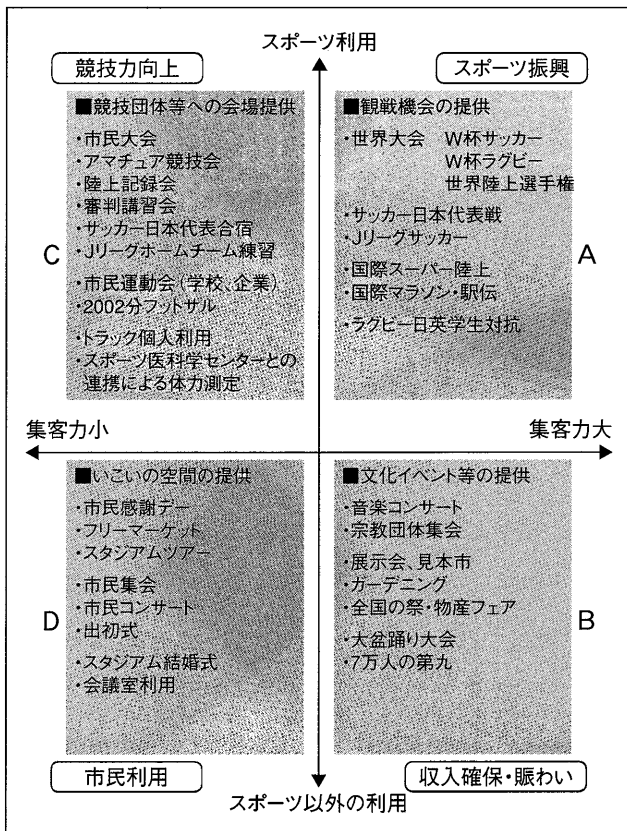 スポーツ利用
競技力向上
スポーツ振興
■競技団体等への会場提供
・市民大会
・アマチュア競技会
・陸上記録会
・審判講習会
・サッカー日本代表合宿
・Jリーグホームチーム練習
・市民運動会(学校、企業)
・2002分フットサル
・トラック個人利用
・スポーツ医科学センターとの
連携による体力測定
C
■観戦機会の提供
・世界大会 W杯サッカー
W杯ラグビー
世界陸上選手権
・サッカー日本代表戦
・Jリーグサッカー
・国際スーパー陸上
・国際マラソン・駅伝
・ラグビー日英学生対抗
A
集客力小
集客力大
■いこいの空間の提供
・市民感謝デー
・フリーマーケット
・スタジアムツアー
・市民集会
・市民コンサート
・出初式
・スタジアム結婚式
・会議室利用
D
■文化イベント等の提供
・音楽コンサート
・宗教団体集会
・展示会、見本市
・ガーデニング
・全国の祭・物産フェア
・大盆踊り大会
・7万人の第九
B
市民利用
収入確保・賑わい
スポーツ以外の利用